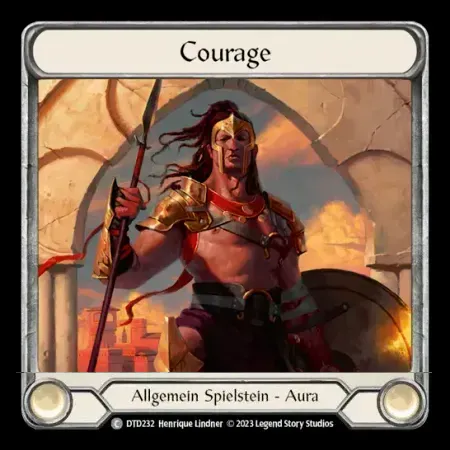 Courage
Allgemein Spielstein - Aura
C DTD232 Henrique Lindner © 2023 Legend Story Studios